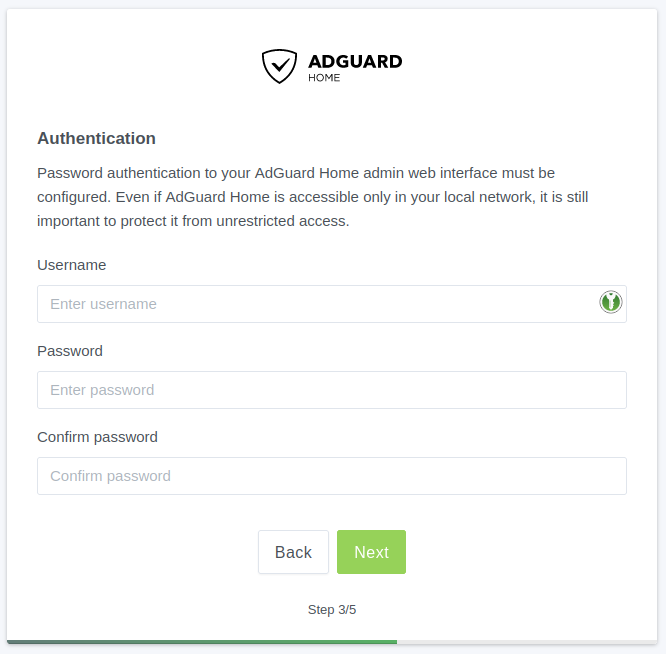 ADGUARD
HOME
Authentication
Password authentication to your AdGuard Home admin web interface must be
configured. Even if AdGuard Home is accessible only in your local network, it is still
important to protect it from unrestricted access.
Username
Enter username
Password
Enter password
Confirm password
Confirm password
Back Next
Step 3/5